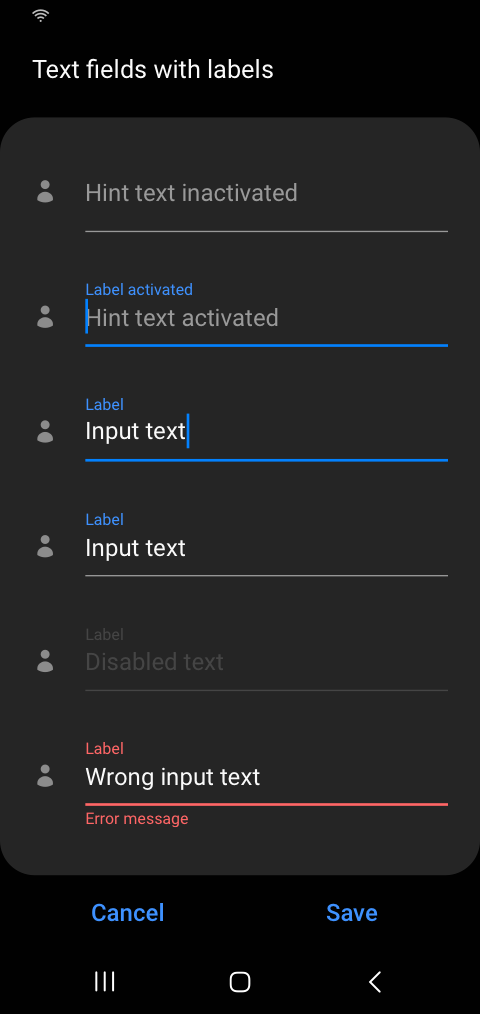 Text fields with labels
Hint text inactivated
Label activated
Hint text activated
Label
Input text
Label
Input text
Label
Disabled text
Label
Wrong input text
Error message
Cancel
Save